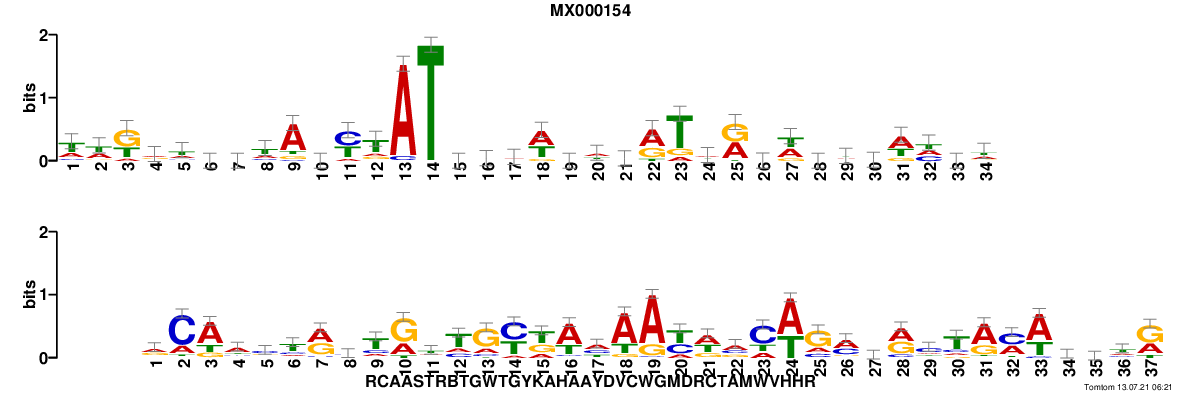 MX000154
2
1
0
bits
1 2 3 4 5 6 7 8 9 10 11 12 13 14 15 16 17 18 19 20 21 22 23 24 25 26 27 28 29 30 31 32 33 34
2
1
0
bits
1 2 3 4 5 6 7 8 9 10 11 12 13 14 15 16 17 18 19 20 21 22 23 24 25 26 27 28 29 30 31 32 33 34 35 36 37
RCAASTRBTGWTGYKAHAAYDVCWGMDRCTAMWVHHR
Tomtom 13.07.21 06:21